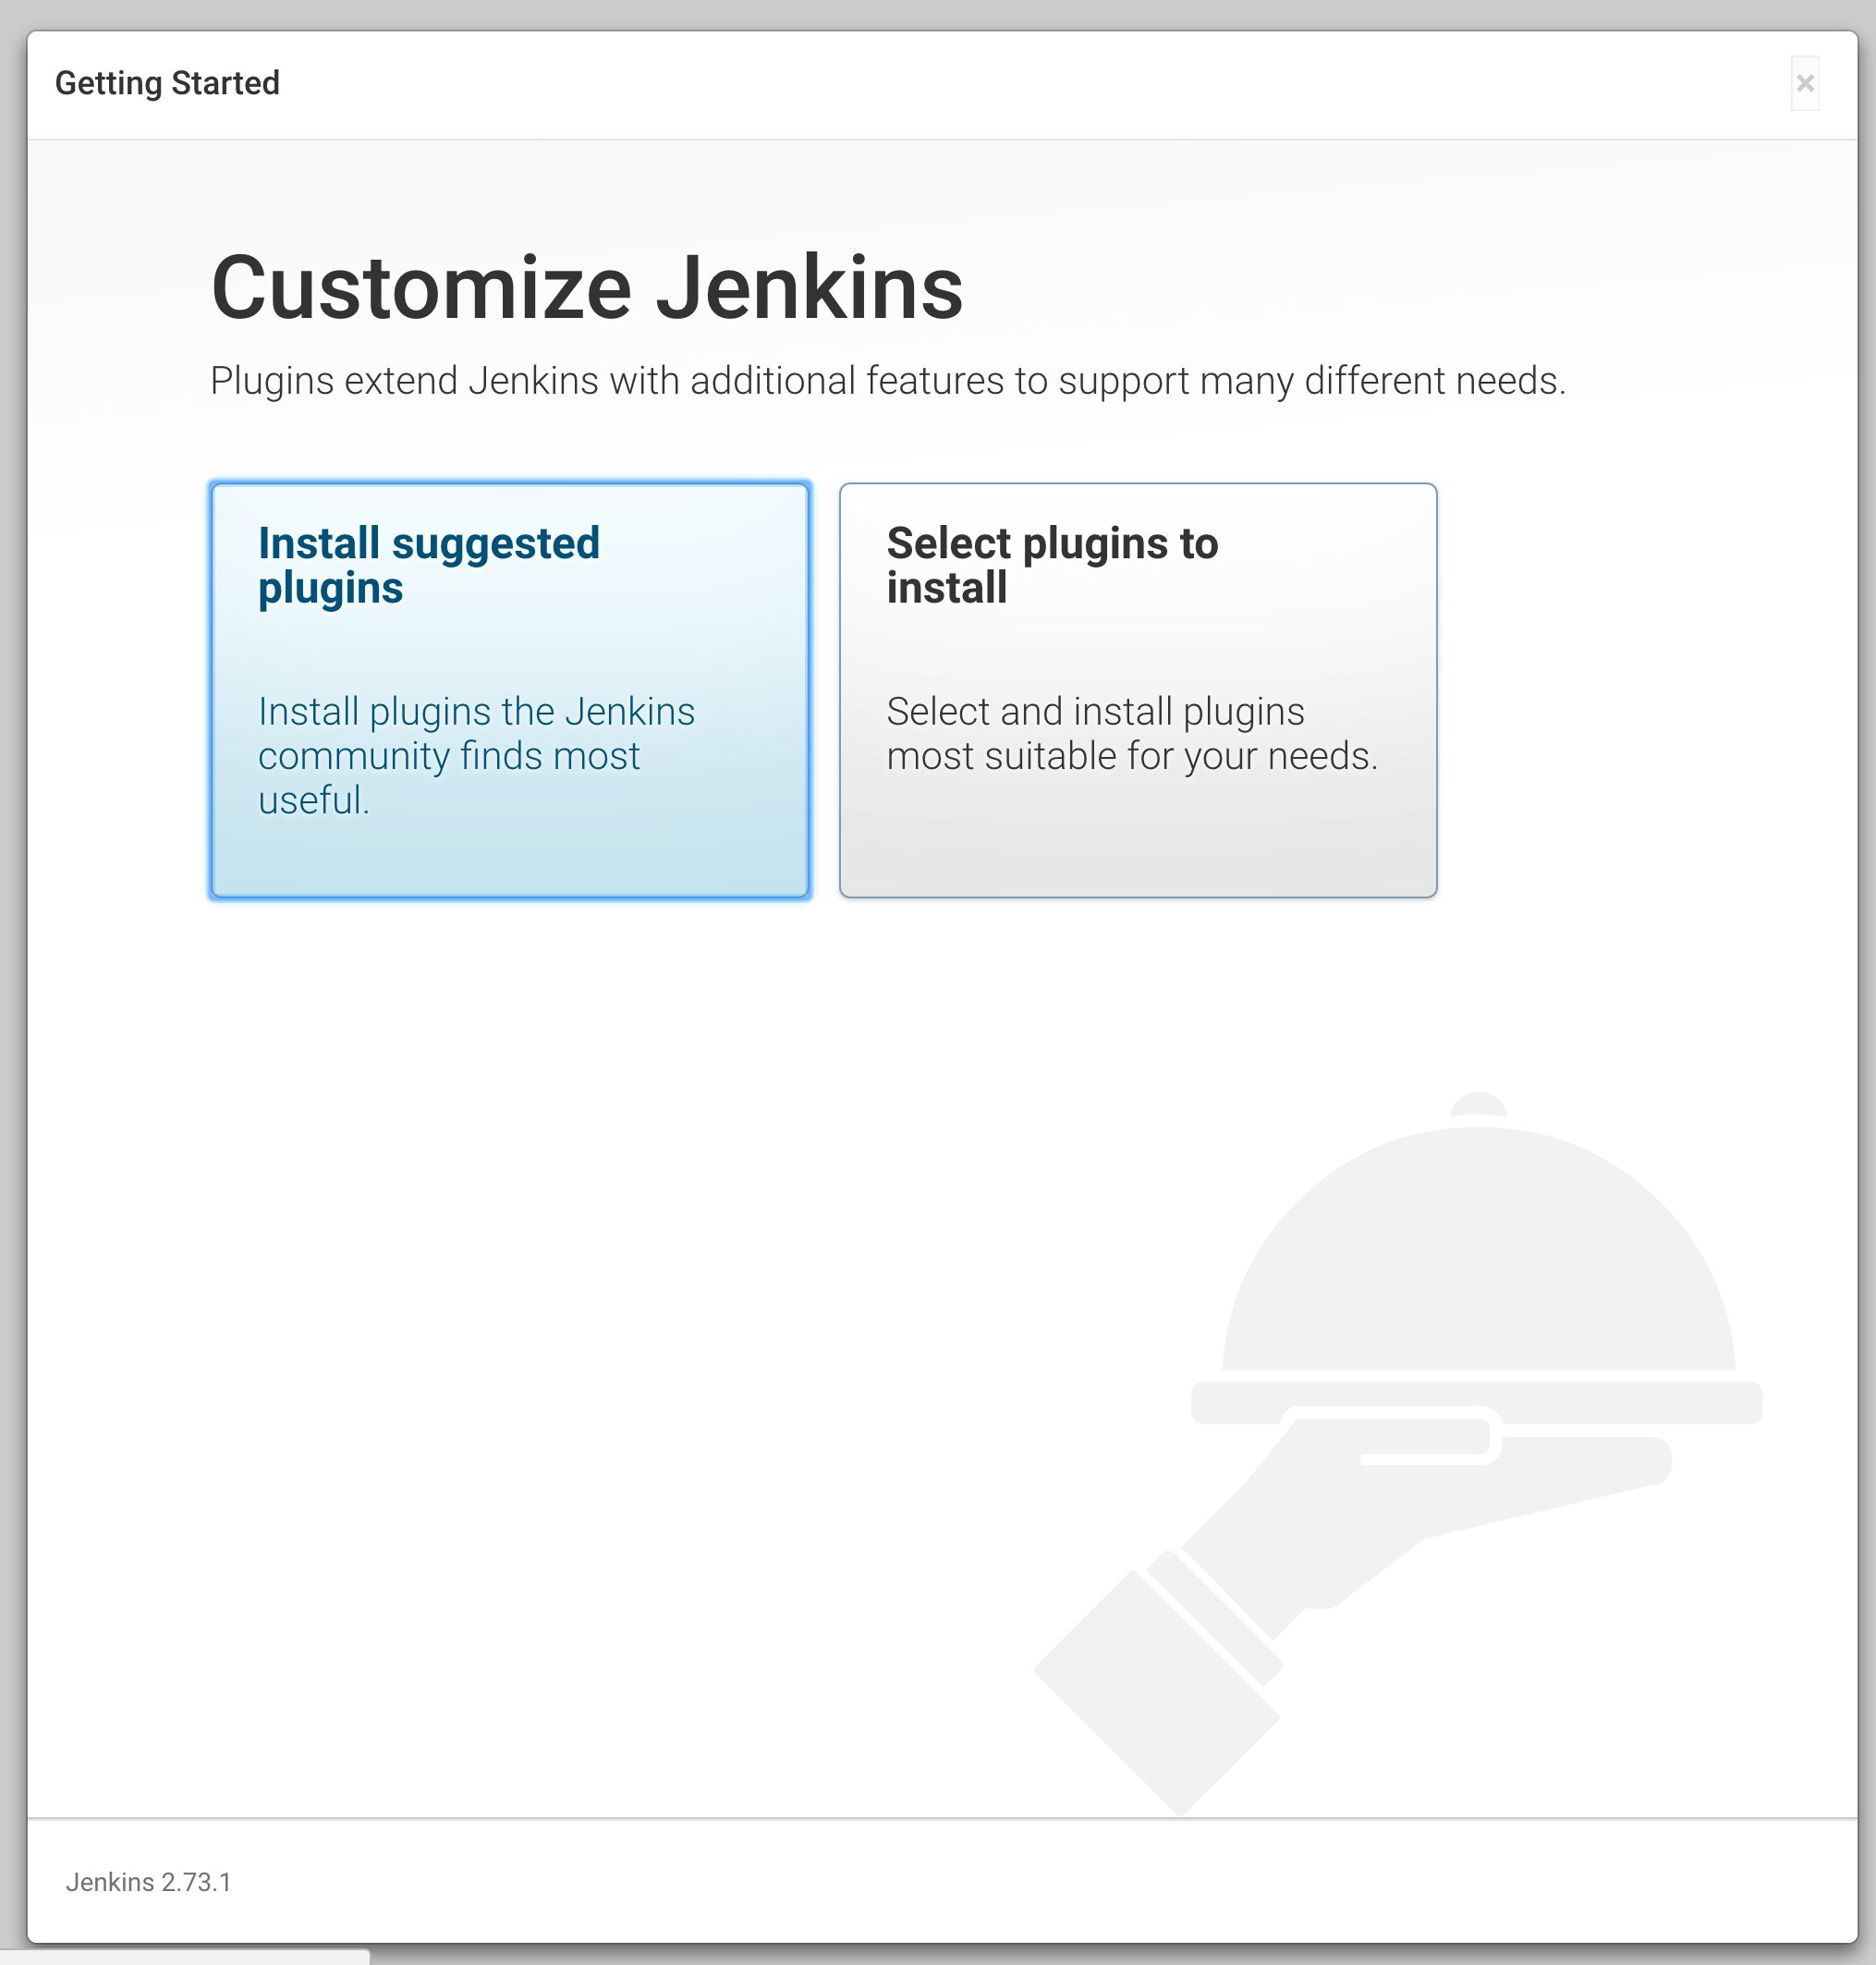 Getting Started
×
Customize Jenkins
Plugins extend Jenkins with additional features to support many different needs.
Install suggested
plugins
Install plugins the Jenkins
community finds most
useful.
Select plugins to
install
Select and install plugins
most suitable for your needs.
Jenkins 2.73.1